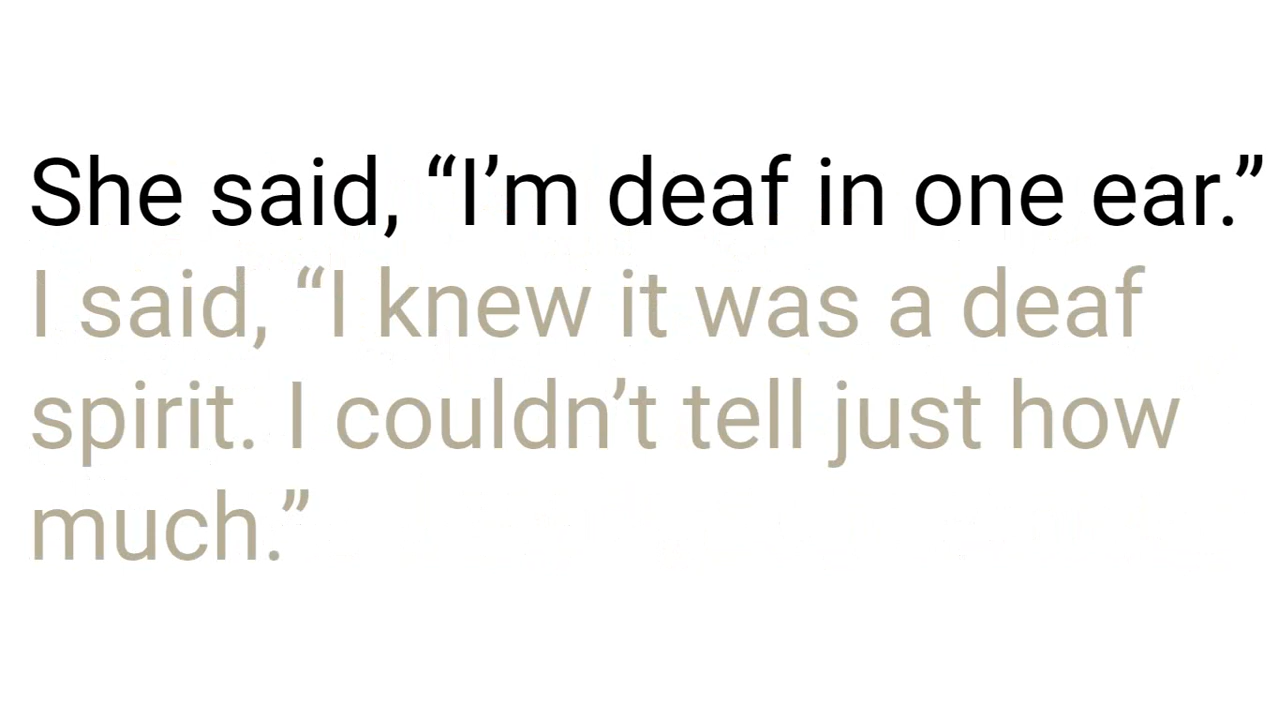 She said, “I’m deaf in one ear.”
I said, “I knew it was a deaf
spirit. I couldn’t tell just how
much.”